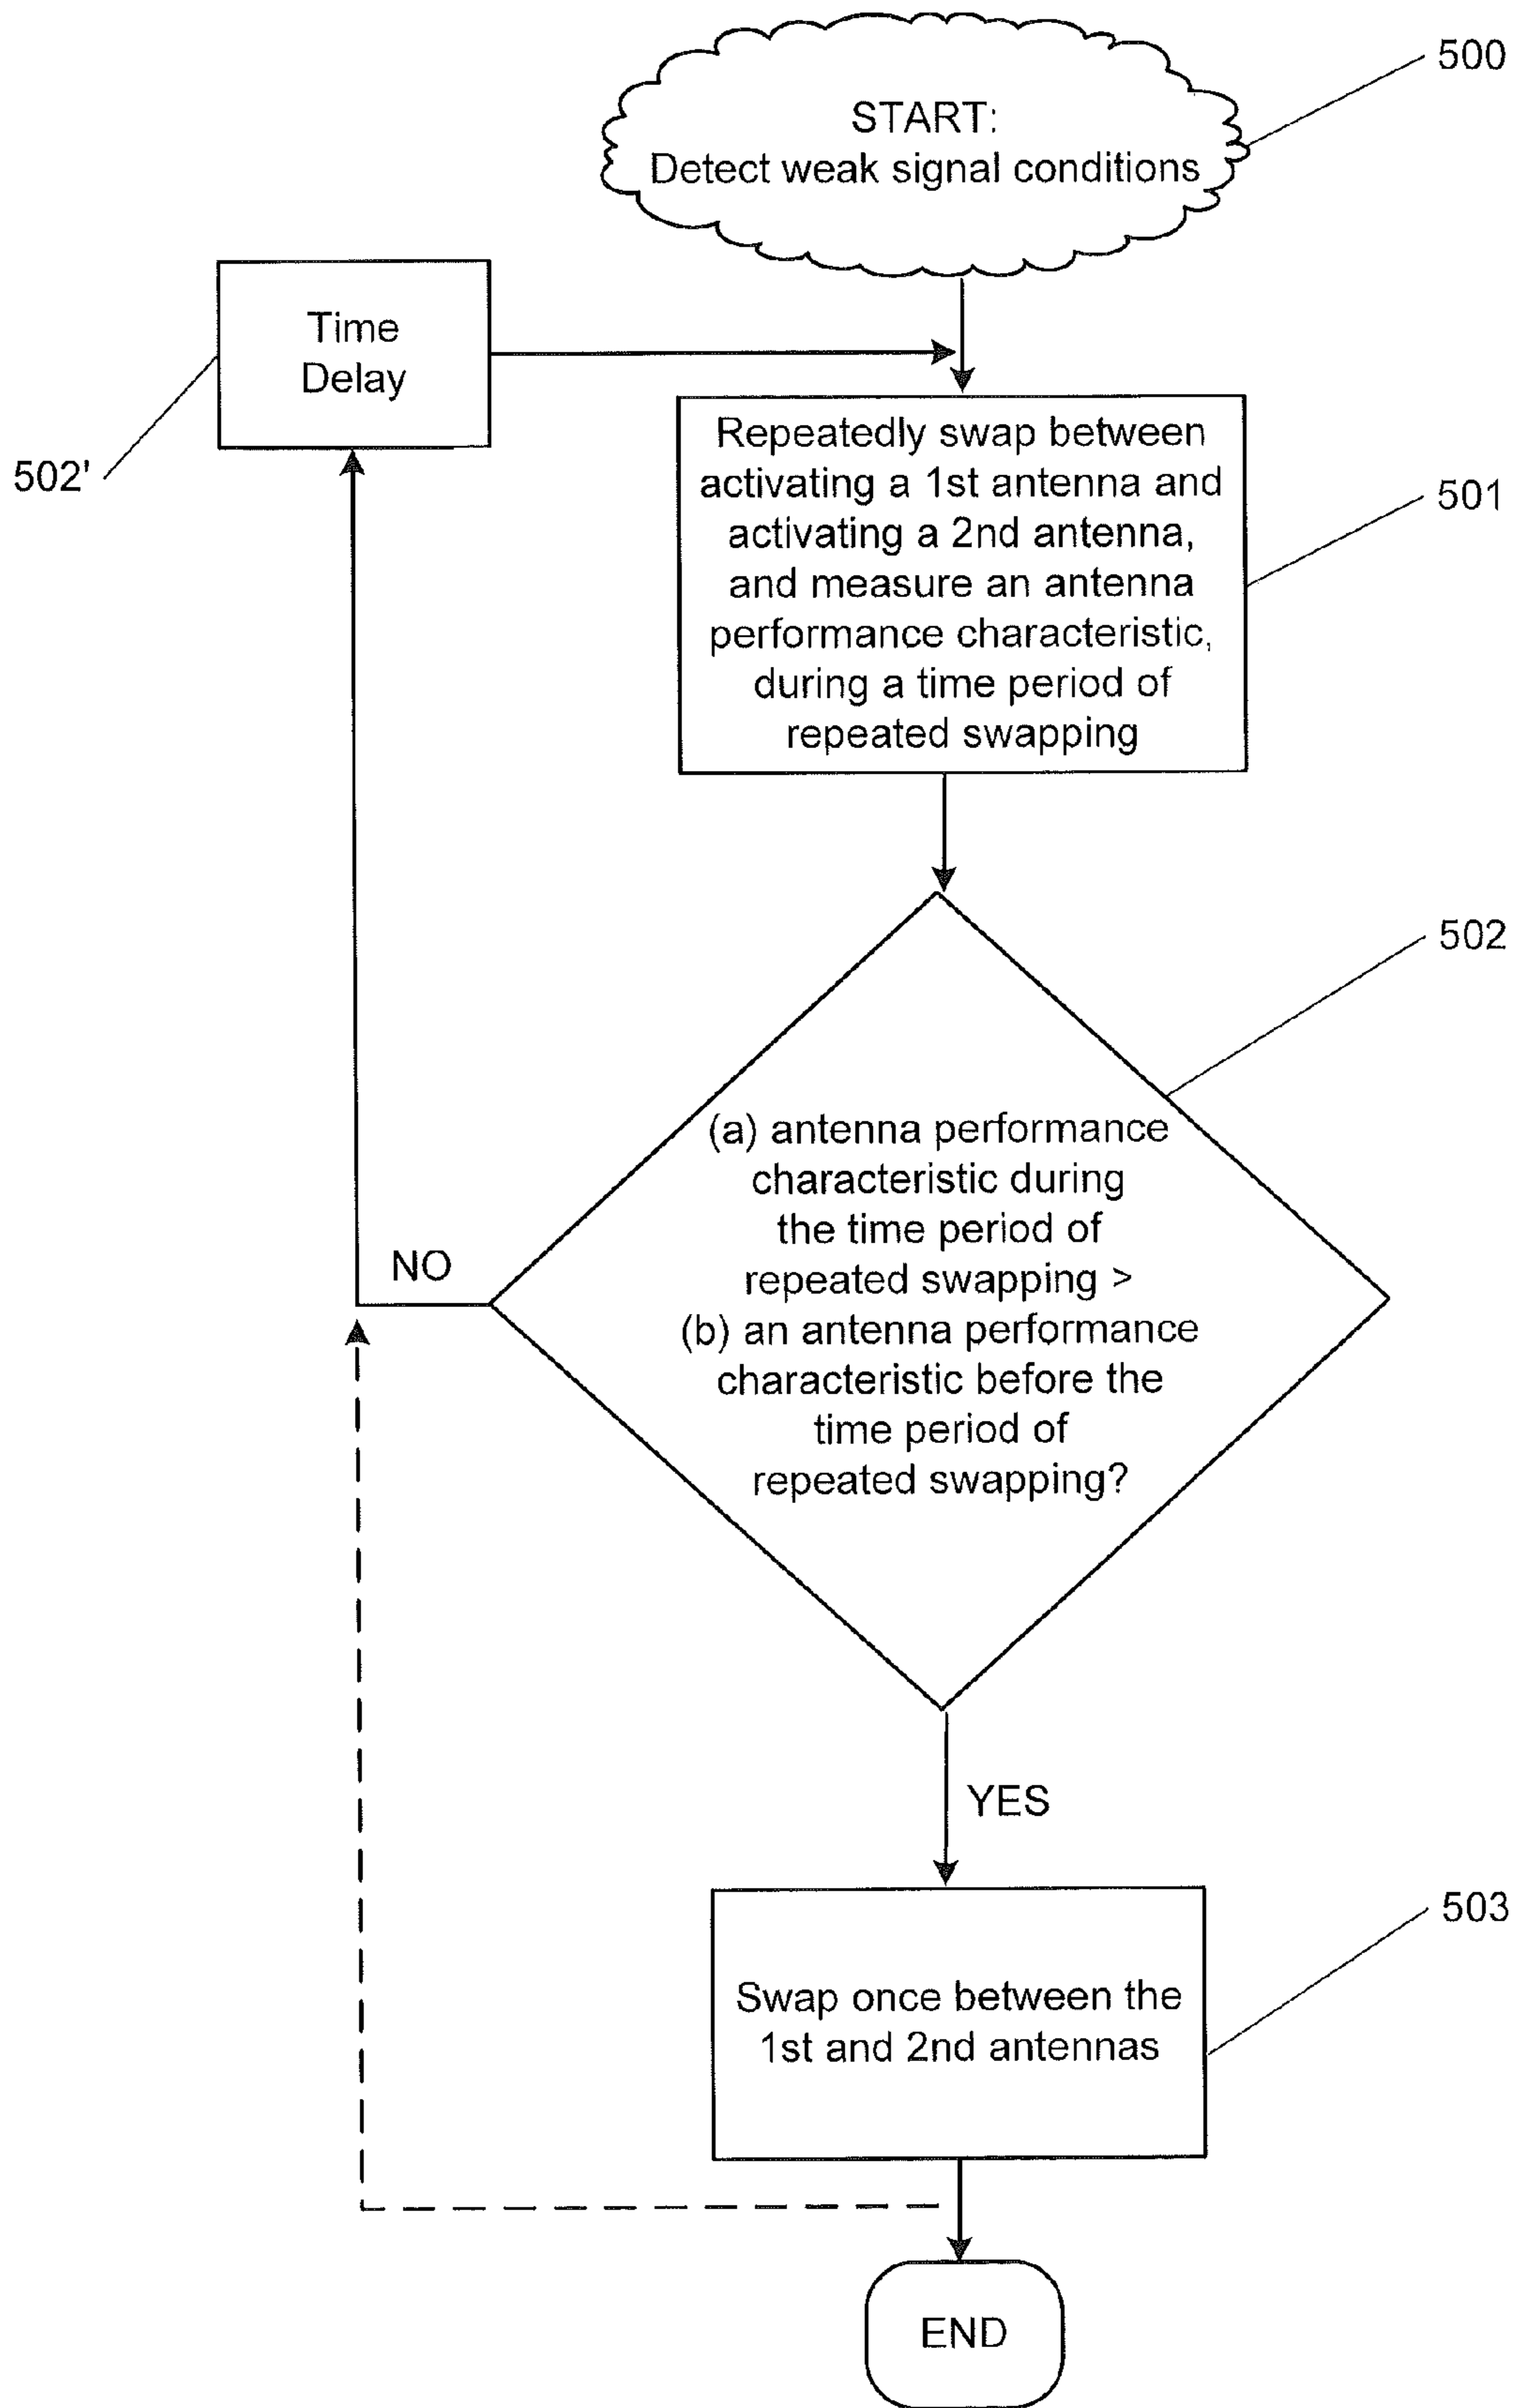 500
START:
Detect weak signal conditions
Time
Delay
502'
Repeatedly swap between
activating a 1st antenna and
activating a 2nd antenna,
and measure an antenna
performance characteristic,
during a time period of
repeated swapping
501
502
(a) antenna performance
characteristic during
the time period of
repeated swapping >
(b) an antenna performance
characteristic before the
time period of
repeated swapping?
NO
YES
503
Swap once between the
1st and 2nd antennas
END